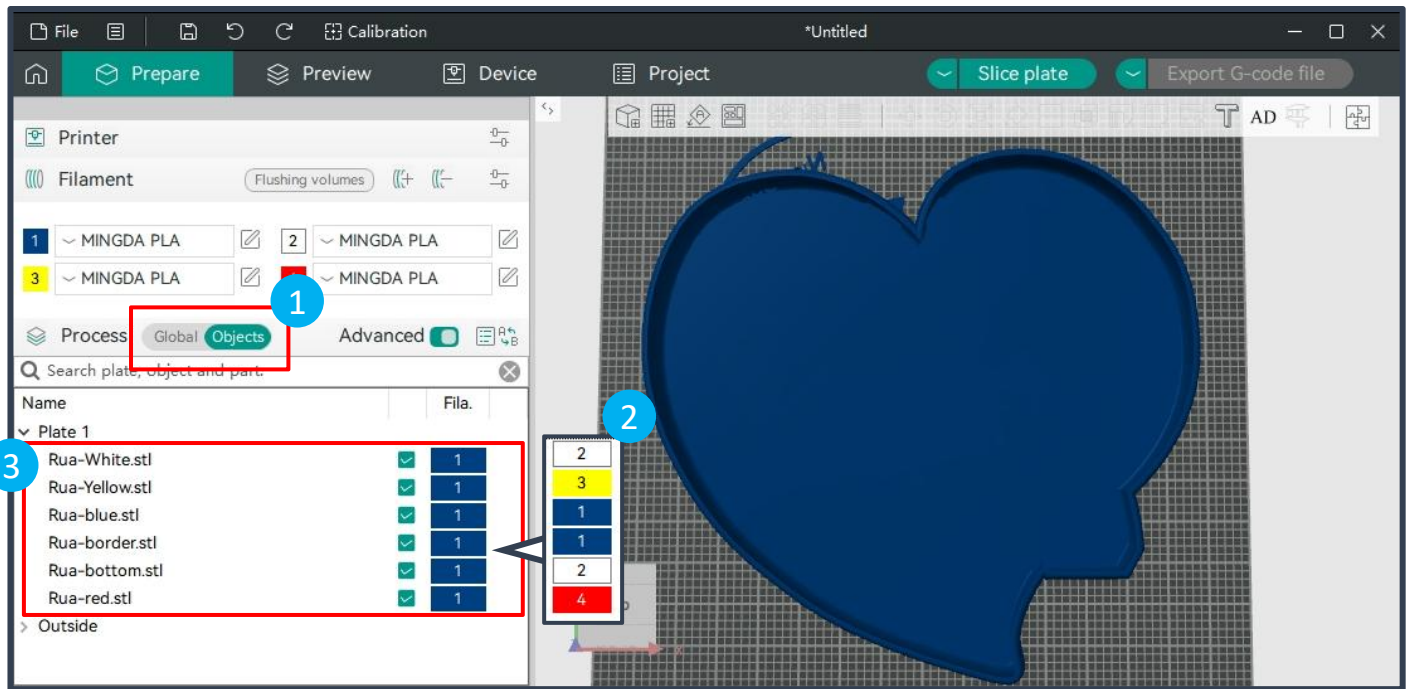 File Calibration *Untitled
Prepare Preview Device Project Slice plate Export G-code file
Printer
AD
Filament Flushing volumes
1 MINGDA PLA 2 MINGDA PLA
3 MINGDA PLA MINGDA PLA
1
Process Global Objects Advanced
Search plate, object and part.
Name Fila.
2
Plate 1
3
Rua-White.stl 1 2
Rua-Yellow.stl 1 3
Rua-blue.stl 1 1
Rua-border.stl 1 1
Rua-bottom.stl 1 2
Rua-red.stl 1 4
Outside
x